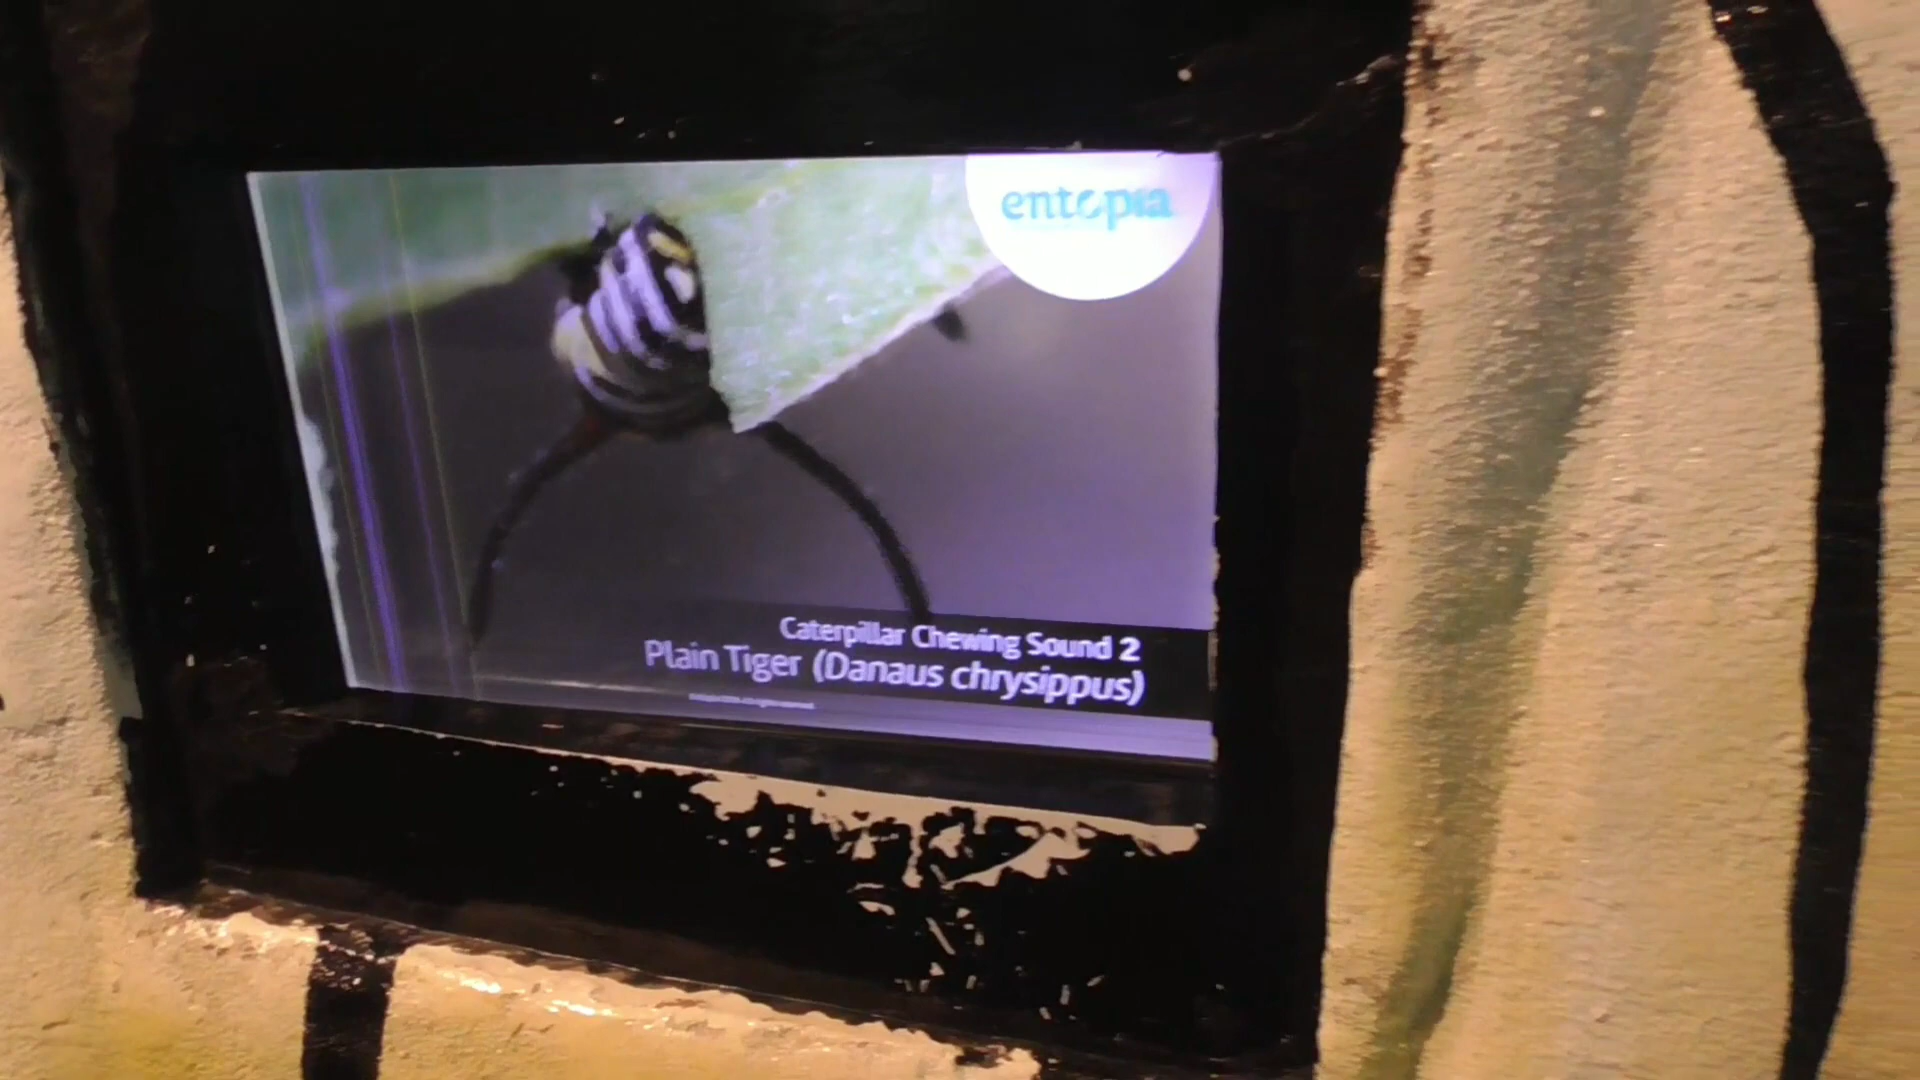 entopia
Caterpillar Chewing Sound 2
Plain Tiger (Danaus chrysippus)